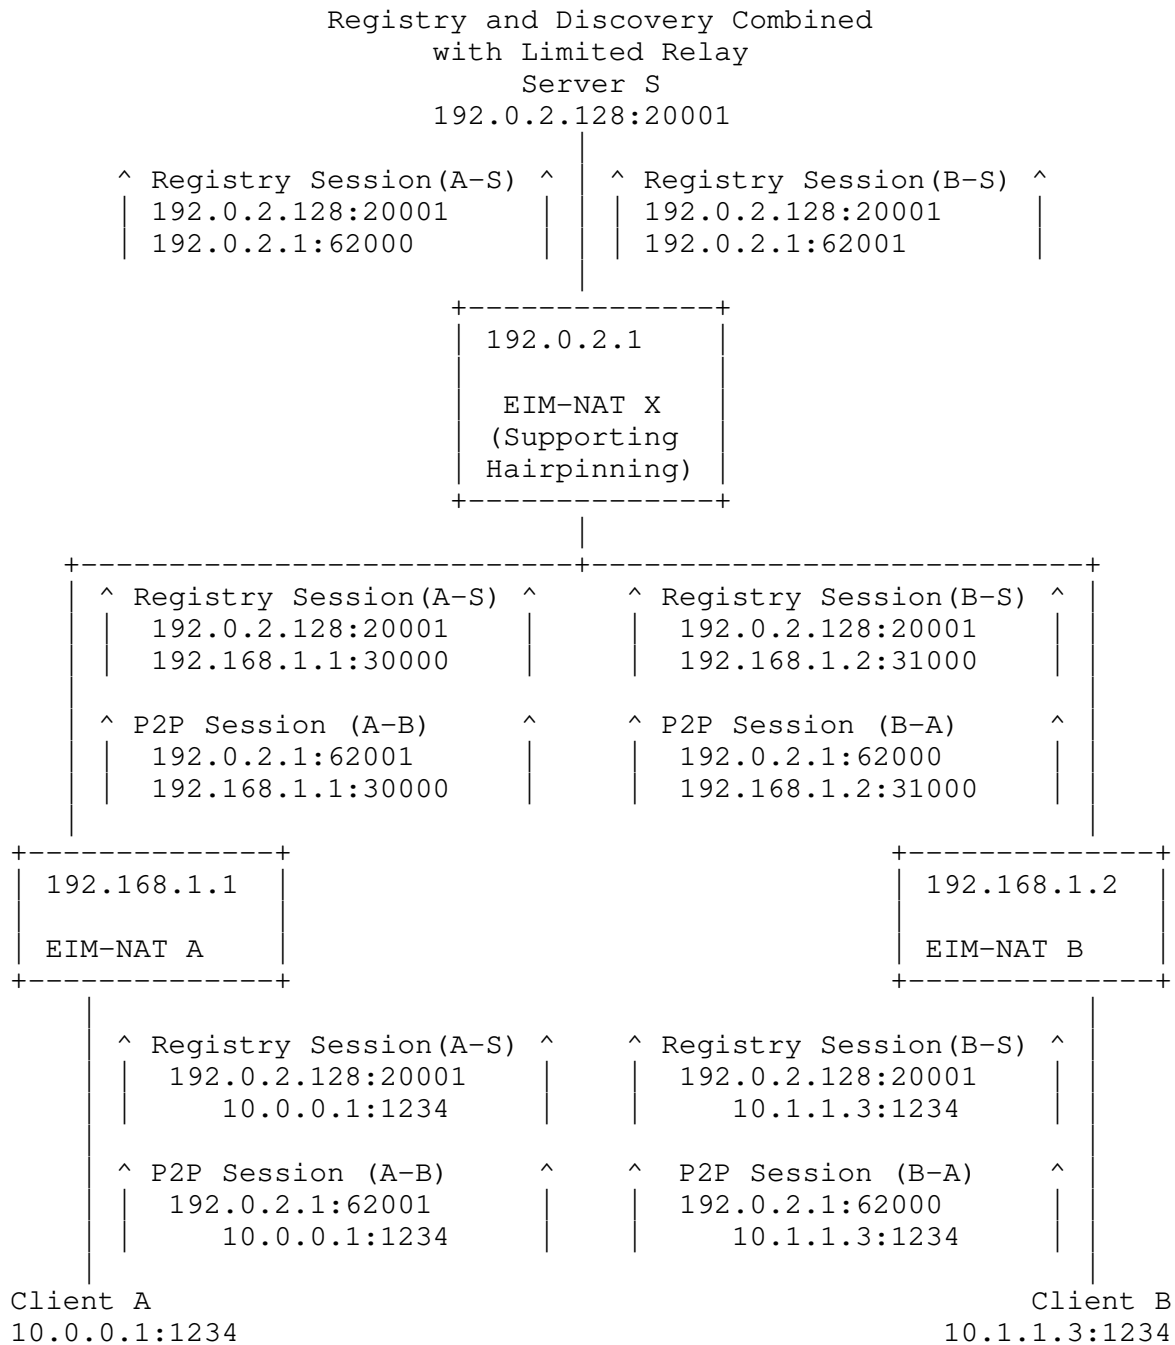 Registry and Discovery Combined
with Limited Relay
Server S
192.0.2.128:20001
^ Registry Session(A-S) ^ ^ Registry Session(B-S) ^
192.0.2.128:20001 192.0.2.128:20001
192.0.2.1:62000 192.0.2.1:62001
192.0.2.1
EIM-NAT X
(Supporting
Hairpinning)
^ Registry Session(A-S) ^ ^ Registry Session(B-S) ^
192.0.2.128:20001 192.0.2.128:20001
192.168.1.1:30000 192.168.1.2:31000
^ P2P Session (A-B) ^ ^ P2P Session (B-A) ^
192.0.2.1:62001 192.0.2.1:62000
192.168.1.1:30000 192.168.1.2:31000
192.168.1.1 192.168.1.2
EIM-NAT A EIM-NAT B
^ Registry Session(A-S) ^ ^ Registry Session(B-S) ^
192.0.2.128:20001 192.0.2.128:20001
10.0.0.1:1234 10.1.1.3:1234
^ P2P Session (A-B) ^ ^ P2P Session (B-A) ^
192.0.2.1:62001 192.0.2.1:62000
10.0.0.1:1234 10.1.1.3:1234
Client A Client B
10.0.0.1:1234 10.1.1.3:1234